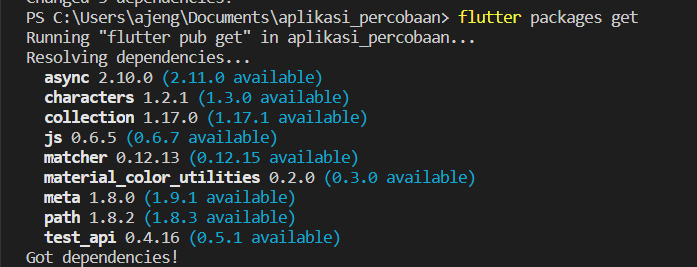 Changed 5 dependencies!
PS C:\Users\ajeng\Documents\aplikasi_percobaan> flutter packages get
Running "flutter pub get" in aplikasi_percobaan...
Resolving dependencies...
async 2.10.0 (2.11.0 available)
characters 1.2.1 (1.3.0 available)
collection 1.17.0 (1.17.1 available)
js 0.6.5 (0.6.7 available)
matcher 0.12.13 (0.12.15 available)
material_color_utilities 0.2.0 (0.3.0 available)
meta 1.8.0 (1.9.1 available)
path 1.8.2 (1.8.3 available)
test_api 0.4.16 (0.5.1 available)
Got dependencies!